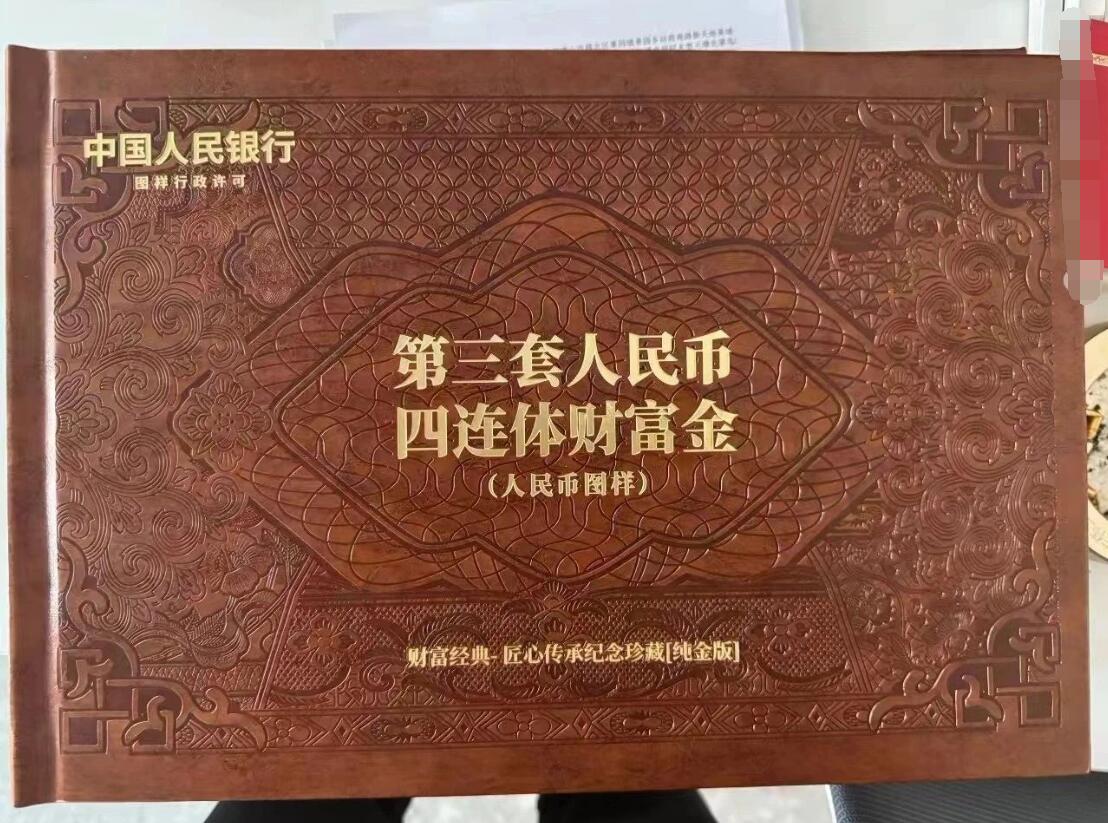 中国人民银行
图样行政许可
第三套人民币
四连体财富金
(人民币图样)
财富经典-匠心传承纪念珍藏[纯金版]